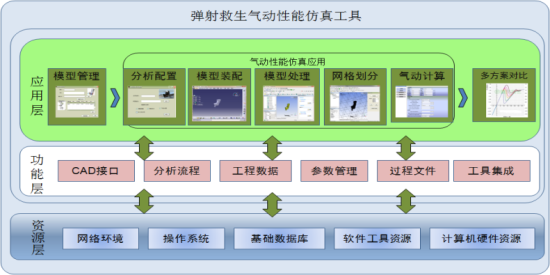 弹射救生气动性能仿真工具
应用层
气动性能仿真应用
模型管理
分析配置
模型装配
模型处理
网格划分
气动计算
多方案对比
功能层
CAD接口
分析流程
工程数据
参数管理
过程文件
工具集成
资源层
网络环境
操作系统
基础数据库
软件工具资源
计算机硬件资源